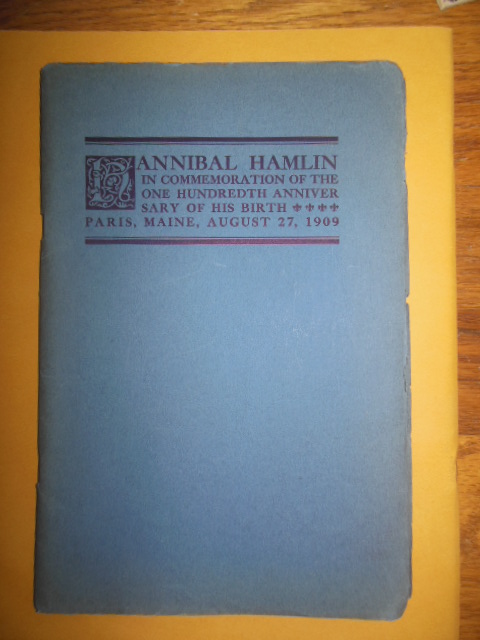 HANNIBAL HAMLIN
IN COMMEMORATION OF THE
ONE HUNDREDTH ANNIVER
SARY OF HIS BIRTH
PARIS, MAINE, AUGUST 27, 1909